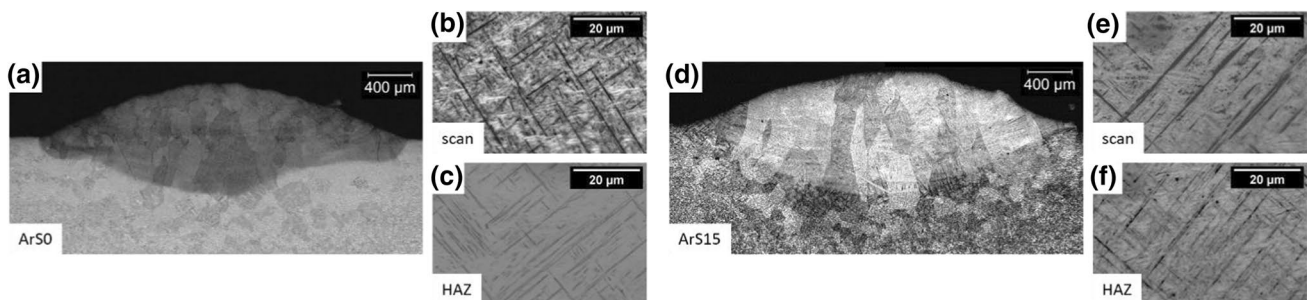 (a)
400 µm
ArS0
(b)
20 µm
scan
(c)
20 µm
HAZ
(d)
400 µm
ArS15
(e)
20 µm
scan
(f)
20 µm
HAZ